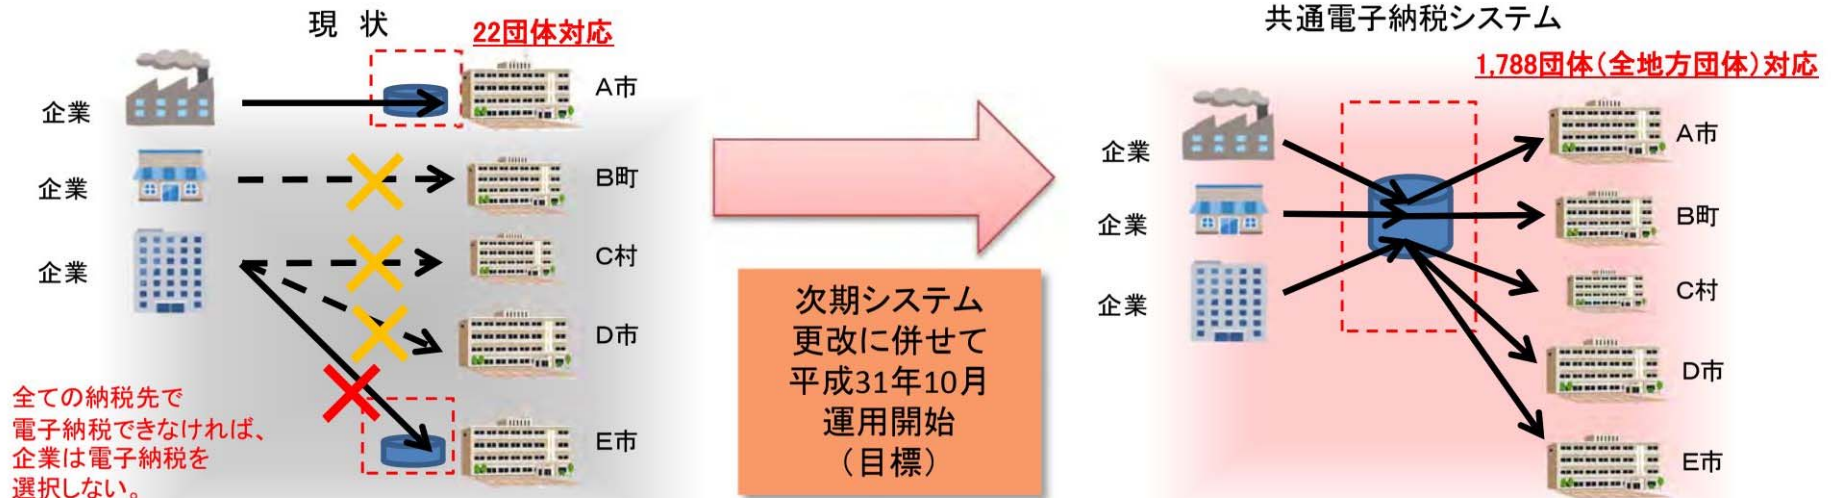 現 状
22団体対応
企業
A市
企業
B町
企業
C村
D市
E市
全ての納税先で
電子納税できなければ、
企業は電子納税を
選択しない。
次期システム
更改に併せて
平成31年10月
運用開始
（目標）
共通電子納税システム
1,788団体（全地方団体）対応
企業
A市
企業
B町
企業
C村
D市
E市